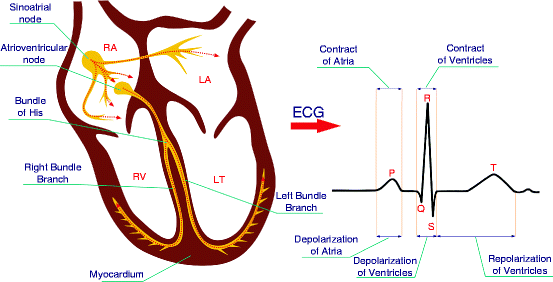 Sinoatrial
node
Atrioventricular
node
RA
LA
Bundle
of His
Right Bundle
Branch
RV
LT
Left Bundle
Branch
Myocardium
ECG
Contract
of Atria
Contract
of Ventricles
R
P
T
Q
S
Depolarization
of Atria
Depolarization
of Ventricles
Repolarization
of Ventricles